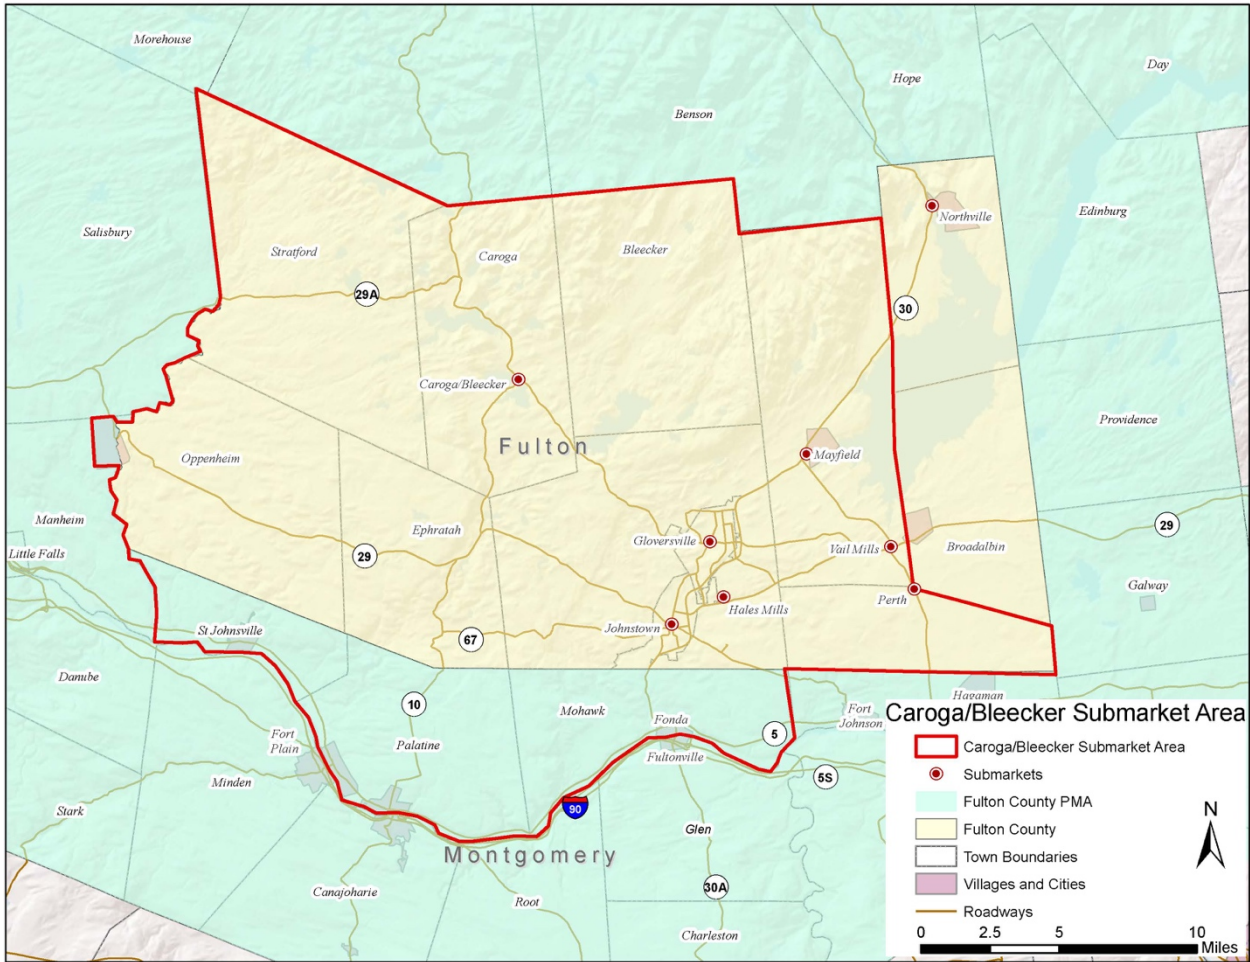 Morehouse
Hope
Day
Benson
Northville
Edinburg
Salisbury
Stratford
Caroga
Bleecker
29A
30
Caroga/Bleecker
Providence
Fulton
Oppenheim
Mayfield
Manheim
Ephratah
Gloversville
Vail Mills
Broadalbin
29
Little Falls
29
Galway
Perth
Hales Mills
St Johnsville
67
Johnstown
Danube
Hagaman
10
Mohawk
Fonda
Fort
Johnson
Fort
Plain
Palatine
5
Fultonville
Minden
5S
Stark
90
Glen
Montgomery
Canajoharie
Root
30A
Charleston
Caroga/Bleecker Submarket Area
Caroga/Bleecker Submarket Area
Submarkets
Fulton County PMA
Fulton County
Town Boundaries
Villages and Cities
Roadways
N
0 2.5 5 10
Miles